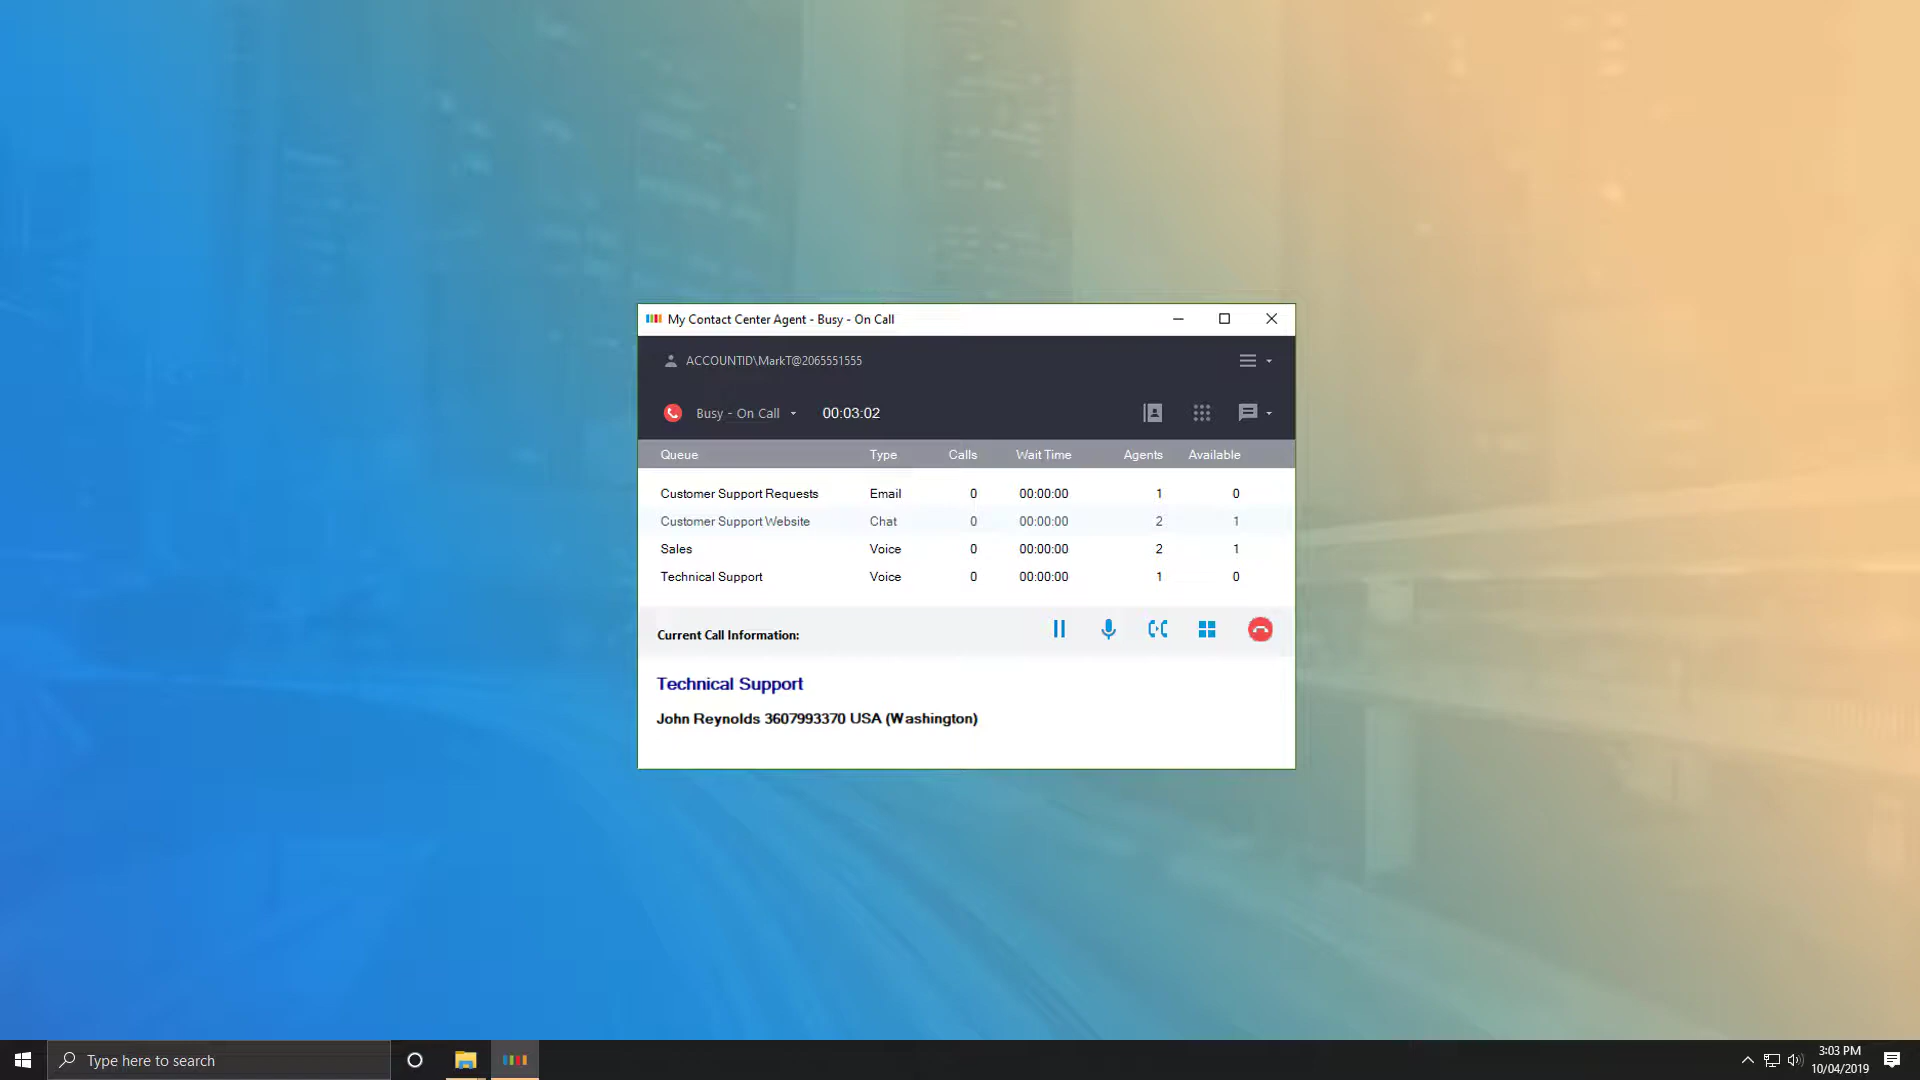 My Contact Center Agent - Busy - On Call
ACCOUNTID\MarkT@2065551555
Busy - On Call 00:03:02
Queue Type Calls Wait Time Agents Available
Customer Support Requests Email 0 00:00:00 1 0
Customer Support Website Chat 0 00:00:00 2 1
Sales Voice 0 00:00:00 2 1
Technical Support Voice 0 00:00:00 1 0
Current Call Information:
Technical Support
John Reynolds 3607993370 USA (Washington)
Type here to search
3:03 PM
10/04/2019